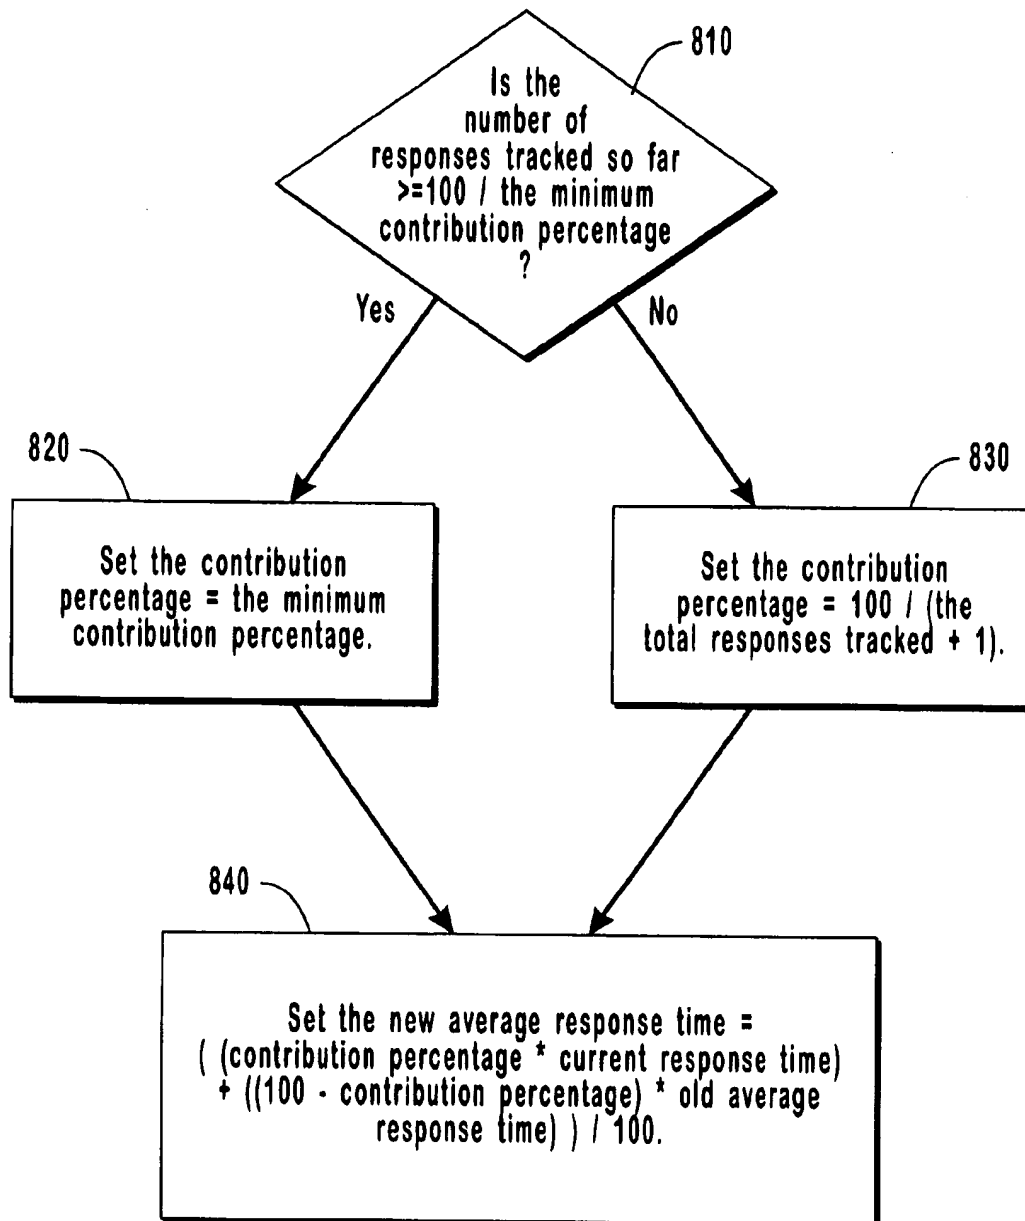 810
Is the
number of
responses tracked so far
>=100 / the minimum
contribution percentage
?
Yes
No
820
830
Set the contribution
percentage = the minimum
contribution percentage.
Set the contribution
percentage = 100 / (the
total responses tracked + 1).
840
Set the new average response time =
( (contribution percentage * current response time)
+ ((100 - contribution percentage) * old average
response time) ) / 100.